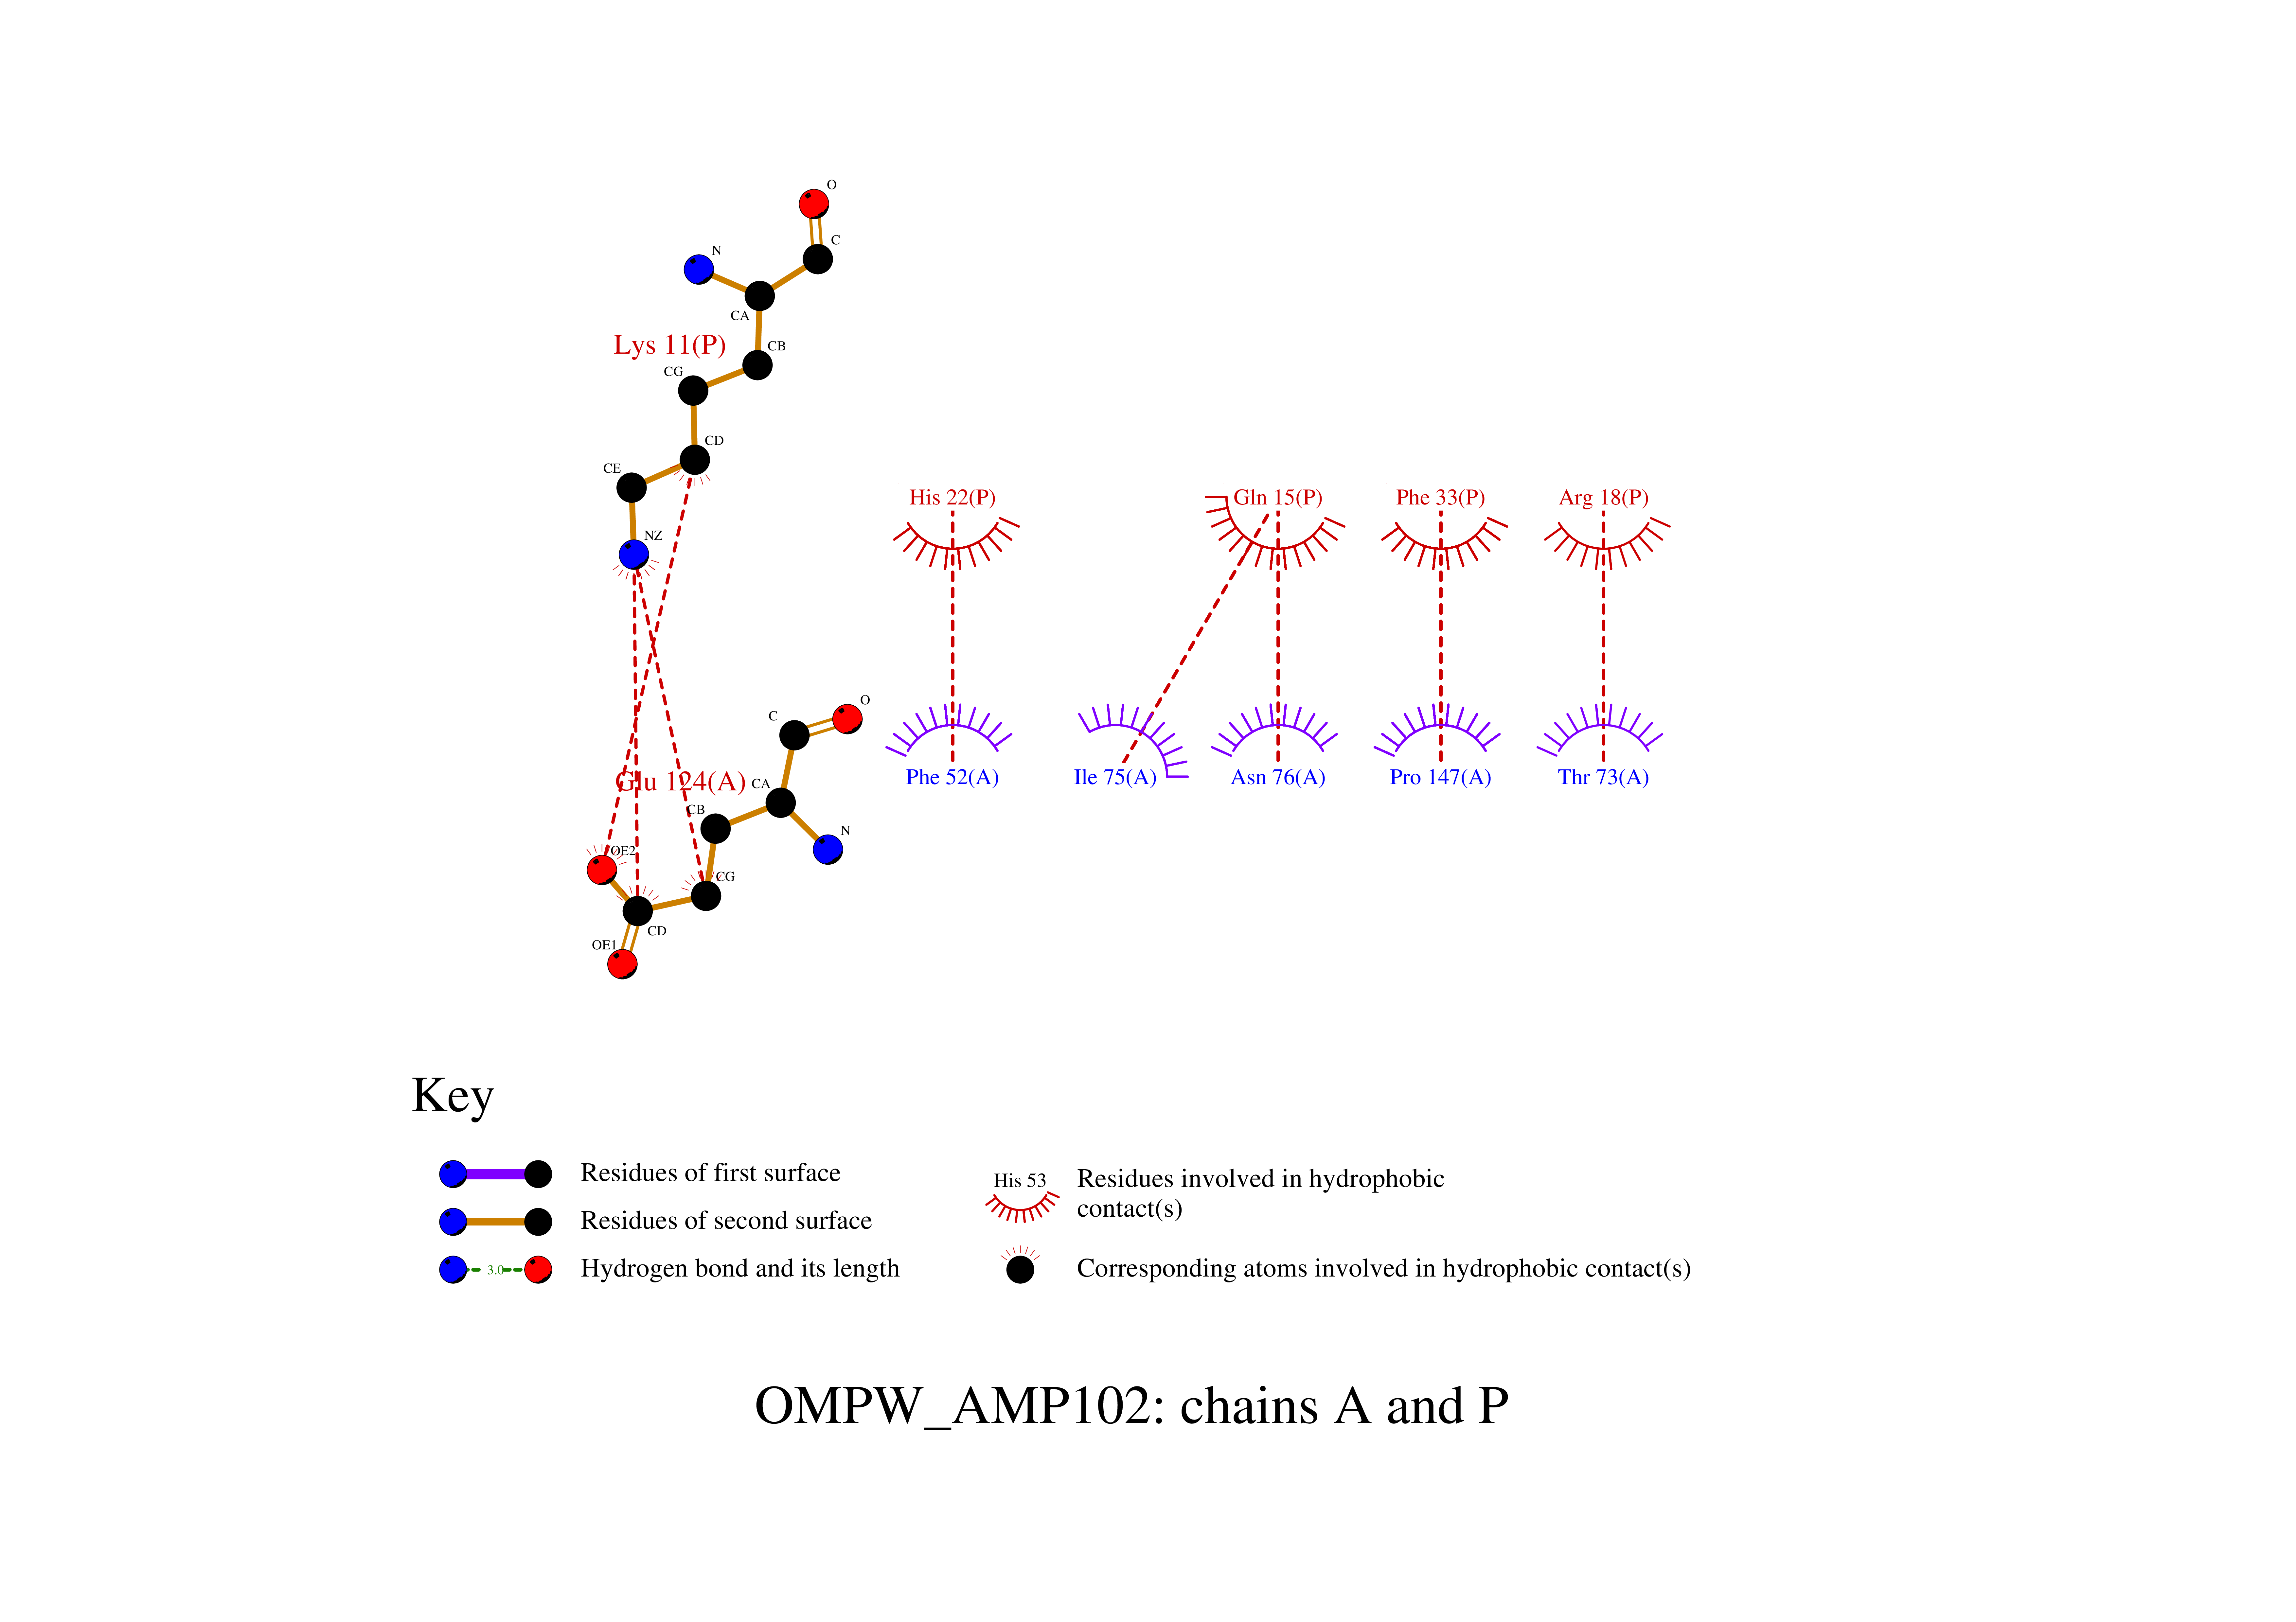 O
C
N
CA
Lys 11(P)
CB
CG
CD
CE
NZ
His 22(P) Gln 15(P) Phe 33(P) Arg 18(P)
O
C
Glu 124(A)
CA
Phe 52(A) Ile 75(A) Asn 76(A) Pro 147(A) Thr 73(A)
CB
N
OE2
CG
CD
OE1
Key
Residues of first surface
Residues of second surface
3.0 Hydrogen bond and its length
His 53 Residues involved in hydrophobic
contact(s)
Corresponding atoms involved in hydrophobic contact(s)
OMPW_AMP102: chains A and P